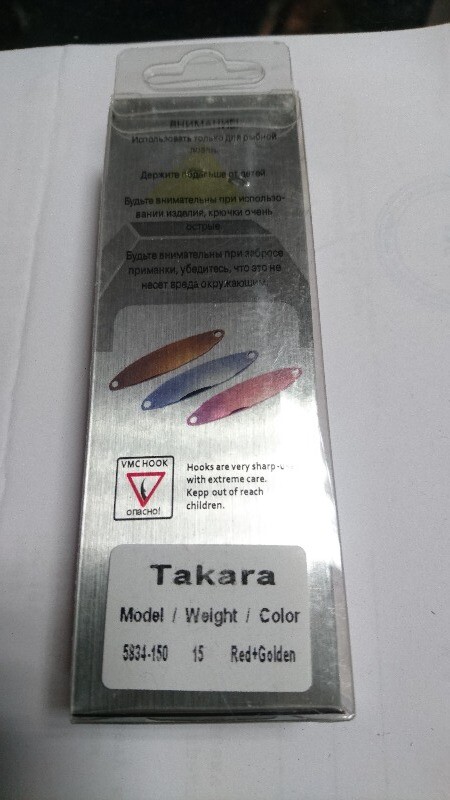 ВНИМАНИЕ!
Использовать только для рыбной
ловли.
Держите подальше от детей
Будьте внимательны при использо-
вании изделия, крючки очень
острые
Будьте внимательны при забросе
приманки, убедитесь, что это не
несет вреда окружающим.
VMC HOOK
опасно!
Hooks are very sharp-
with extreme care.
Kepp out of reach
children.
Takara
Model / Weight / Color
5834-150 15 Red+Golden